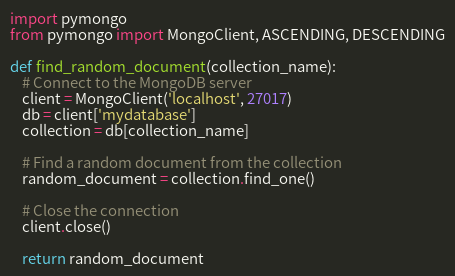 import pymongo
from pymongo import MongoClient, ASCENDING, DESCENDING
def find_random_document(collection_name):
# Connect to the MongoDB server
client = MongoClient('localhost', 27017)
db = client['mydatabase']
collection = db[collection_name]
# Find a random document from the collection
random_document = collection.find_one()
# Close the connection
client.close()
return random_document